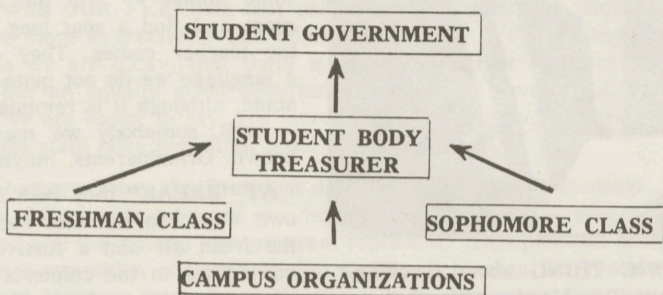 STUDENT GOVERNMENT
STUDENT BODY
TREASURER
FRESHMAN CLASS
SOPHOMORE CLASS
CAMPUS ORGANIZATIONS